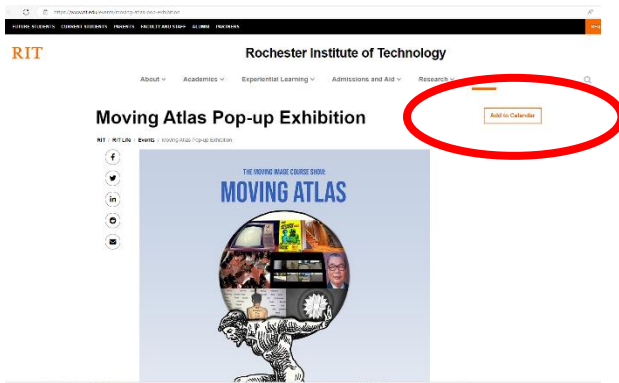 FUTURE STUDENTS CURRENT STUDENTS PARENTS FACULTY AND STAFF ALUMNI PARTNERS
RIT
Rochester Institute of Technology
About Academics Experiential Learning Admissions and Aid Research
Moving Atlas Pop-up Exhibition
Add to Calendar
RIT / RIT Life / Events / Moving Atlas Pop-up Exhibition
THE MOVING IMAGE COURSE SHOW:
MOVING ATLAS